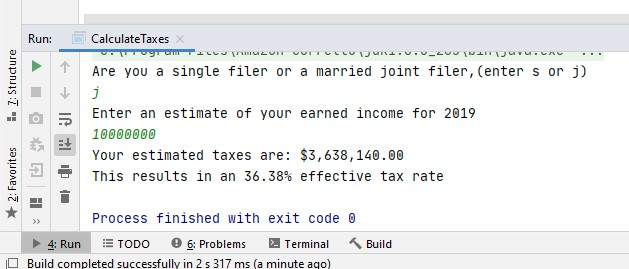 Run: CalculateTaxes ×
Are you a single filer or a married joint filer,(enter s or j)
j
Enter an estimate of your earned income for 2019
10000000
Your estimated taxes are: $3,638,140.00
This results in an 36.38% effective tax rate
Process finished with exit code 0
Z: Structure
2: Favorites
4: Run TODO 6: Problems Terminal Build
Build completed successfully in 2 s 317 ms (a minute ago)